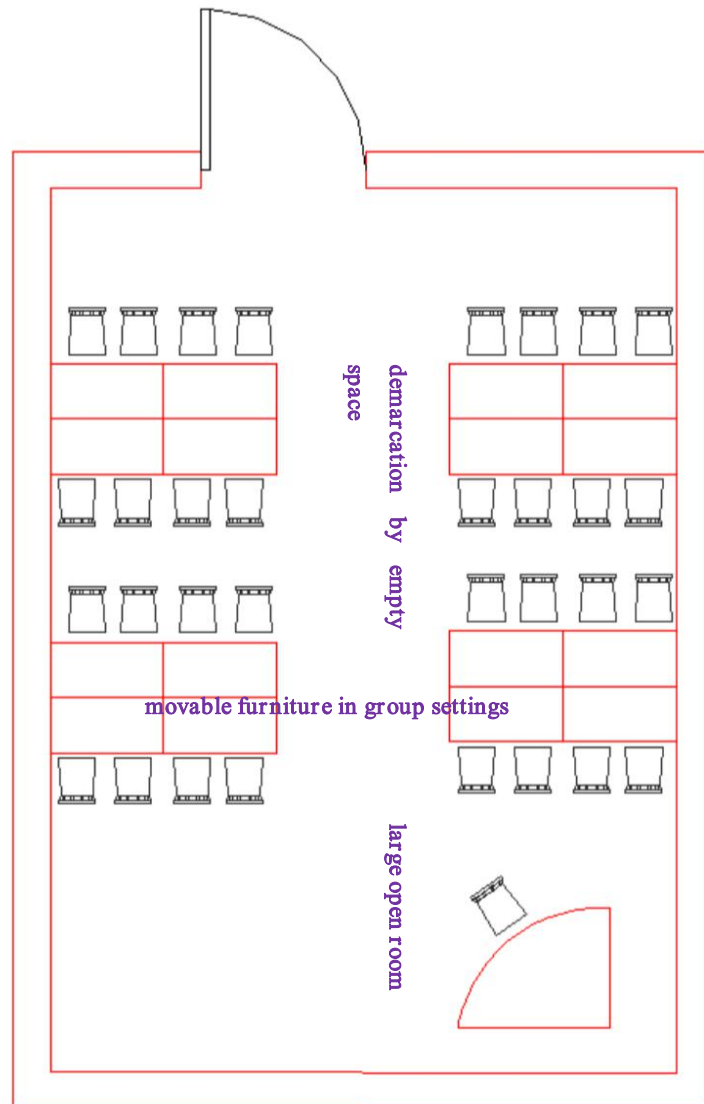 demarcation by empty
space
movable furniture in group settings
large open room